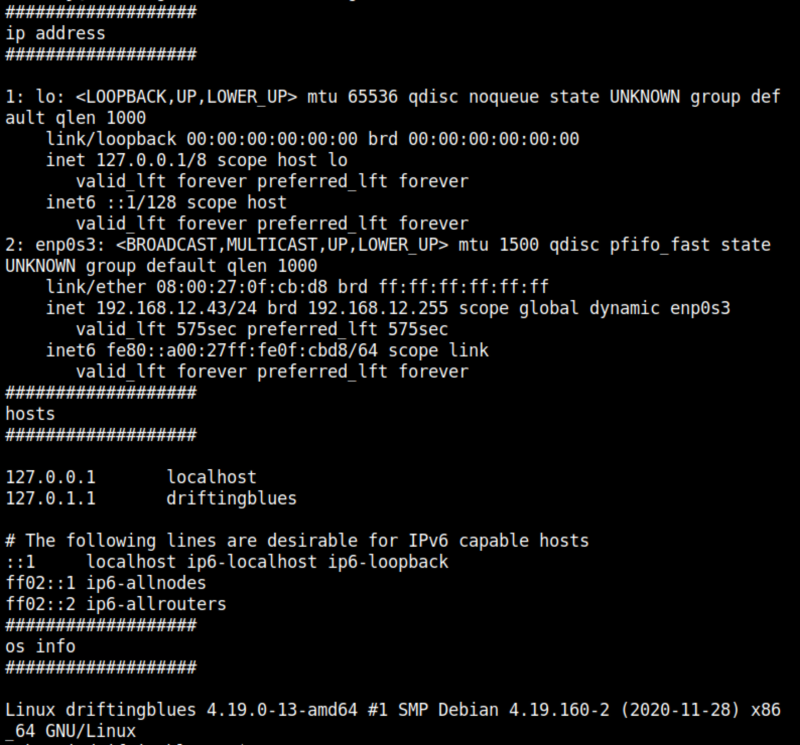 ###################
ip address
###################

1: lo: <LOOPBACK,UP,LOWER_UP> mtu 65536 qdisc noqueue state UNKNOWN group def
ault qlen 1000
    link/loopback 00:00:00:00:00:00 brd 00:00:00:00:00:00
    inet 127.0.0.1/8 scope host lo
       valid_lft forever preferred_lft forever
    inet6 ::1/128 scope host
       valid_lft forever preferred_lft forever
2: enp0s3: <BROADCAST,MULTICAST,UP,LOWER_UP> mtu 1500 qdisc pfifo_fast state
UNKNOWN group default qlen 1000
    link/ether 08:00:27:0f:cb:d8 brd ff:ff:ff:ff:ff:ff
    inet 192.168.12.43/24 brd 192.168.12.255 scope global dynamic enp0s3
       valid_lft 575sec preferred_lft 575sec
    inet6 fe80::a00:27ff:fe0f:cbd8/64 scope link
       valid_lft forever preferred_lft forever
###################
hosts
###################

127.0.0.1       localhost
127.0.1.1       driftingblues

# The following lines are desirable for IPv6 capable hosts
::1     localhost ip6-localhost ip6-loopback
ff02::1 ip6-allnodes
ff02::2 ip6-allrouters
###################
os info
###################

Linux driftingblues 4.19.0-13-amd64 #1 SMP Debian 4.19.160-2 (2020-11-28) x86
_64 GNU/Linux